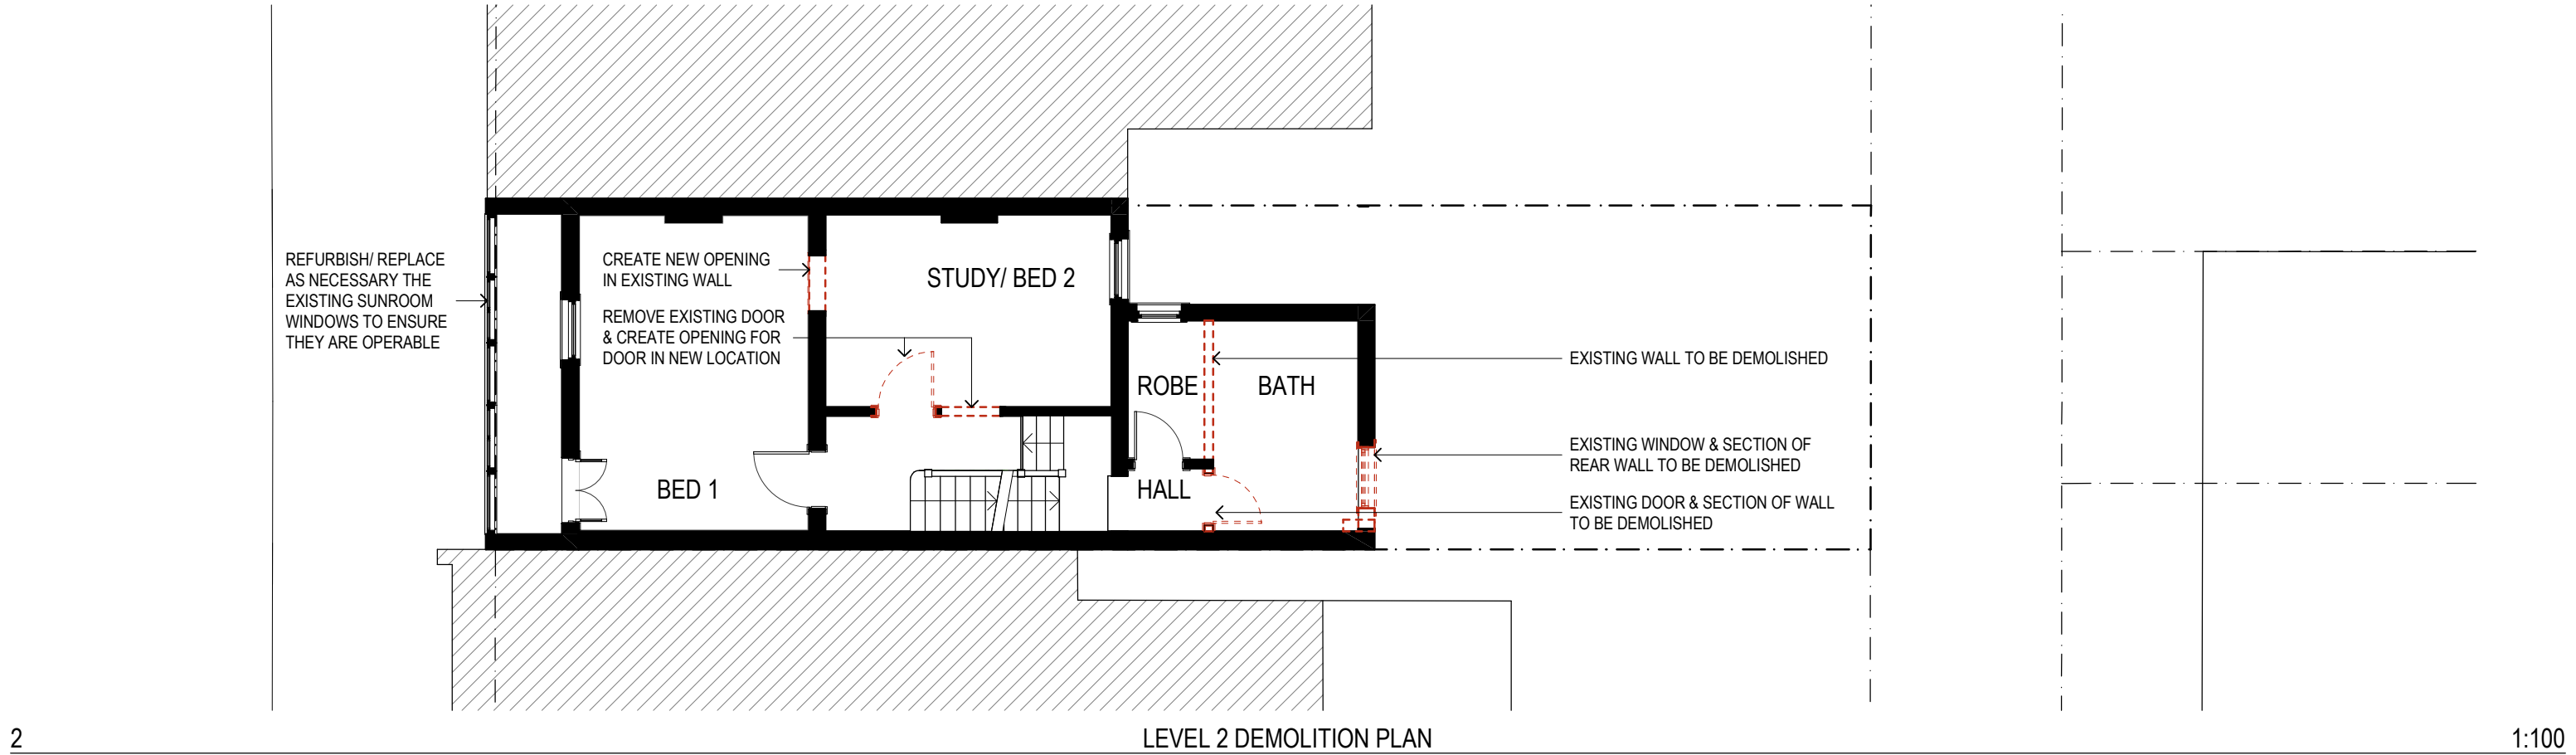 REFURBISH/ REPLACE
AS NECESSARY THE
EXISTING SUNROOM
WINDOWS TO ENSURE
THEY ARE OPERABLE
CREATE NEW OPENING
IN EXISTING WALL
REMOVE EXISTING DOOR
& CREATE OPENING FOR
DOOR IN NEW LOCATION
BED 1
STUDY/ BED 2
ROBE
BATH
HALL
EXISTING WALL TO BE DEMOLISHED
EXISTING WINDOW & SECTION OF
REAR WALL TO BE DEMOLISHED
EXISTING DOOR & SECTION OF WALL
TO BE DEMOLISHED
2
LEVEL 2 DEMOLITION PLAN
1:100